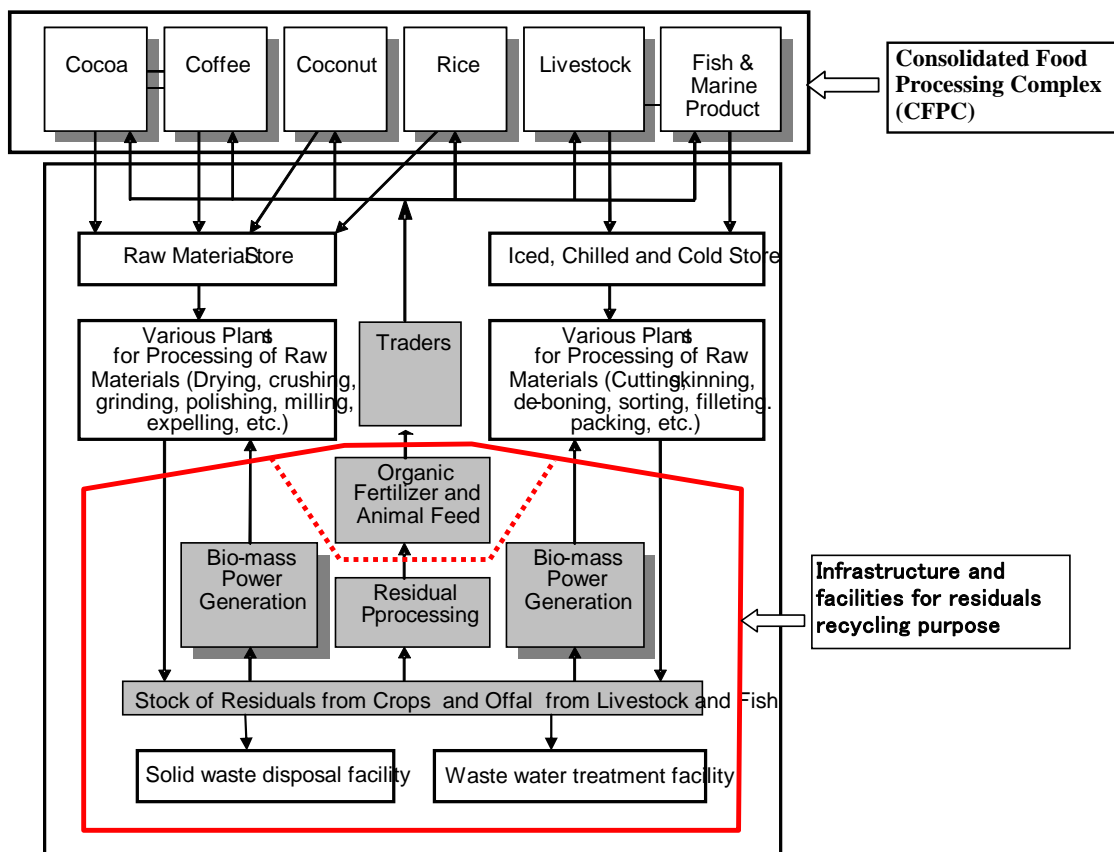 Cocoa
Coffee
Coconut
Rice
Livestock
Fish &
Marine
Product
Consolidated Food
Processing Complex
(CFPC)
Raw Material Store
Iced, Chilled and Cold Store
Various Plants
for Processing of Raw
Materials (Drying, crushing,
grinding, polishing, milling,
expelling, etc.)
Traders
Various Plants
for Processing of Raw
Materials (Cutting, skinning,
de-boning, sorting, filleting.
packing, etc.)
Organic
Fertilizer and
Animal Feed
Bio-mass
Power
Generation
Residual
Pprocessing
Bio-mass
Power
Generation
Infrastructure and
facilities for residuals
recycling purpose
Stock of Residuals from Crops and Offal from Livestock and Fish
Solid waste disposal facility
Waste water treatment facility